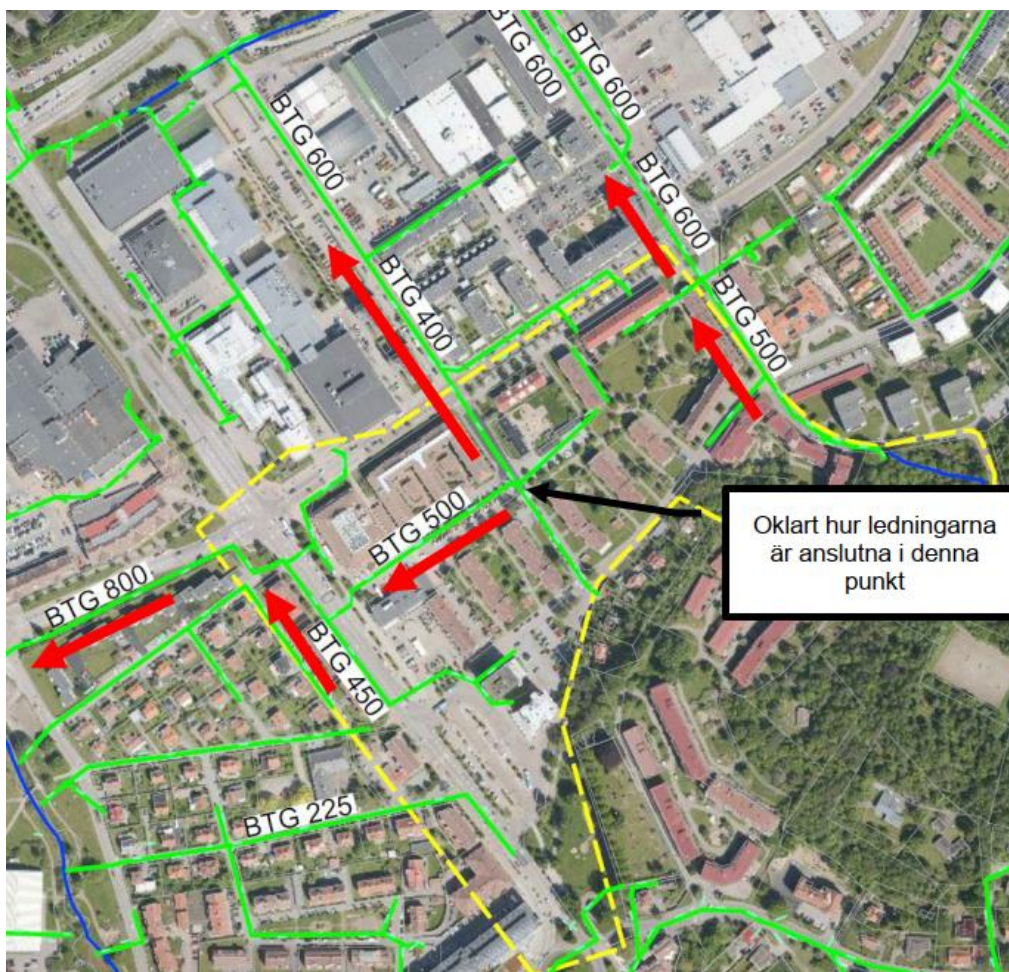 BTG 600
BTG 600
BTG 600
BTG 600
BTG 400
BTG 500
BTG 500
Oklart hur ledningarna
är anslutna i denna
punkt
BTG 800
BTG 450
BTG 225